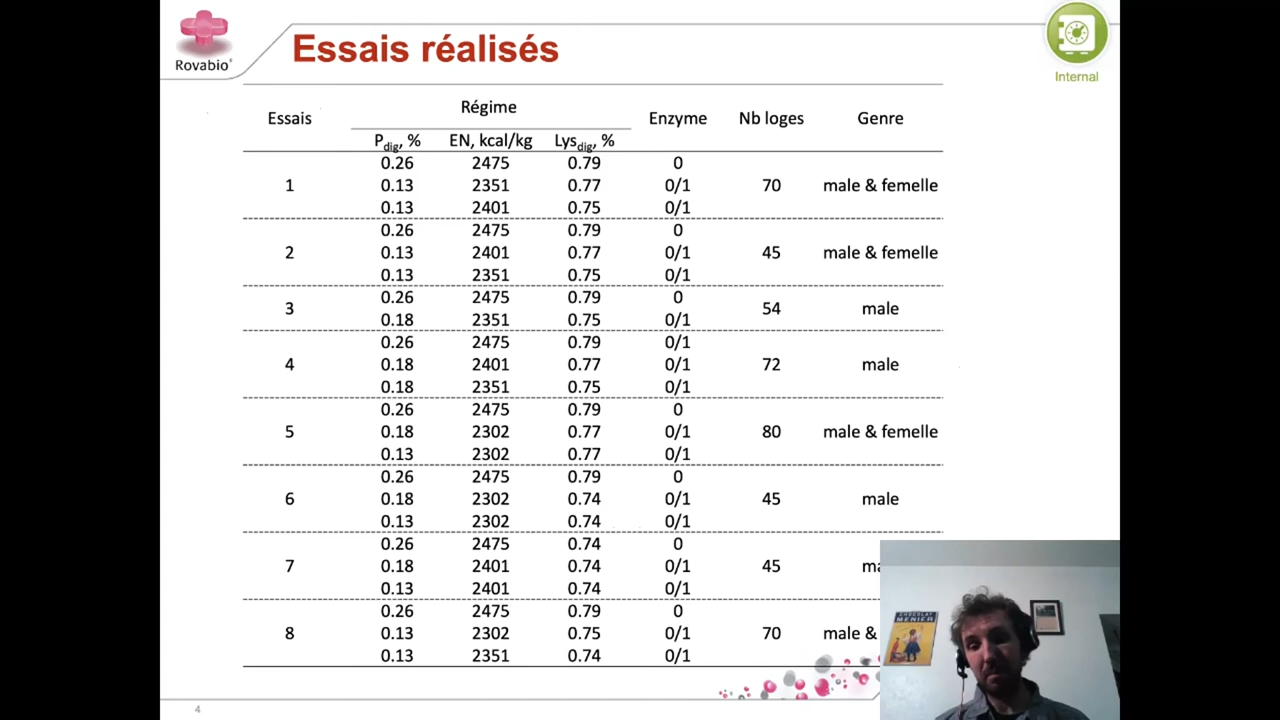 Rovabio®
Essais réalisés
Internal
Essais Régime Enzyme Nb loges Genre
Pdig, % EN, kcal/kg Lysdig, %
0.26 2475 0.79 0
1 0.13 2351 0.77 0/1 70 male & femelle
0.13 2401 0.75 0/1
0.26 2475 0.79 0
2 0.13 2401 0.77 0/1 45 male & femelle
0.13 2351 0.75 0/1
0.26 2475 0.79 0
3 0.18 2351 0.75 0/1 54 male
0.26 2475 0.79 0/1
4 0.18 2401 0.77 0/1 72 male
0.18 2351 0.75 0/1
0.26 2475 0.79 0
5 0.18 2302 0.77 0/1 80 male & femelle
0.13 2302 0.77 0/1
0.26 2475 0.79 0
6 0.18 2302 0.74 0/1 45 male
0.13 2302 0.74 0/1
0.26 2475 0.74 0
7 0.18 2401 0.74 0/1 45
0.13 2401 0.74 0/1
0.26 2475 0.79 0
8 0.13 2302 0.75 0/1 70 male &
0.13 2351 0.74 0/1
CHOCOLAT
MENIER
4